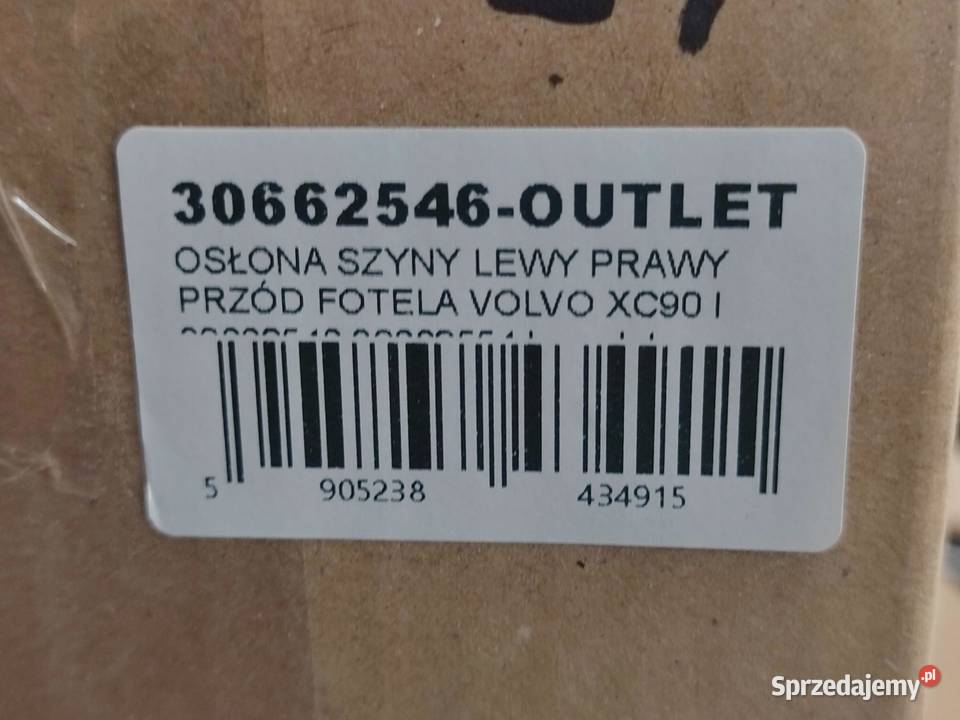 30662546-OUTLET
OSŁONA SZYNY LEWY PRAWY
PRZÓD FOTELA VOLVO XC90 I
5 905238 434915
Sprzedajemy.pl